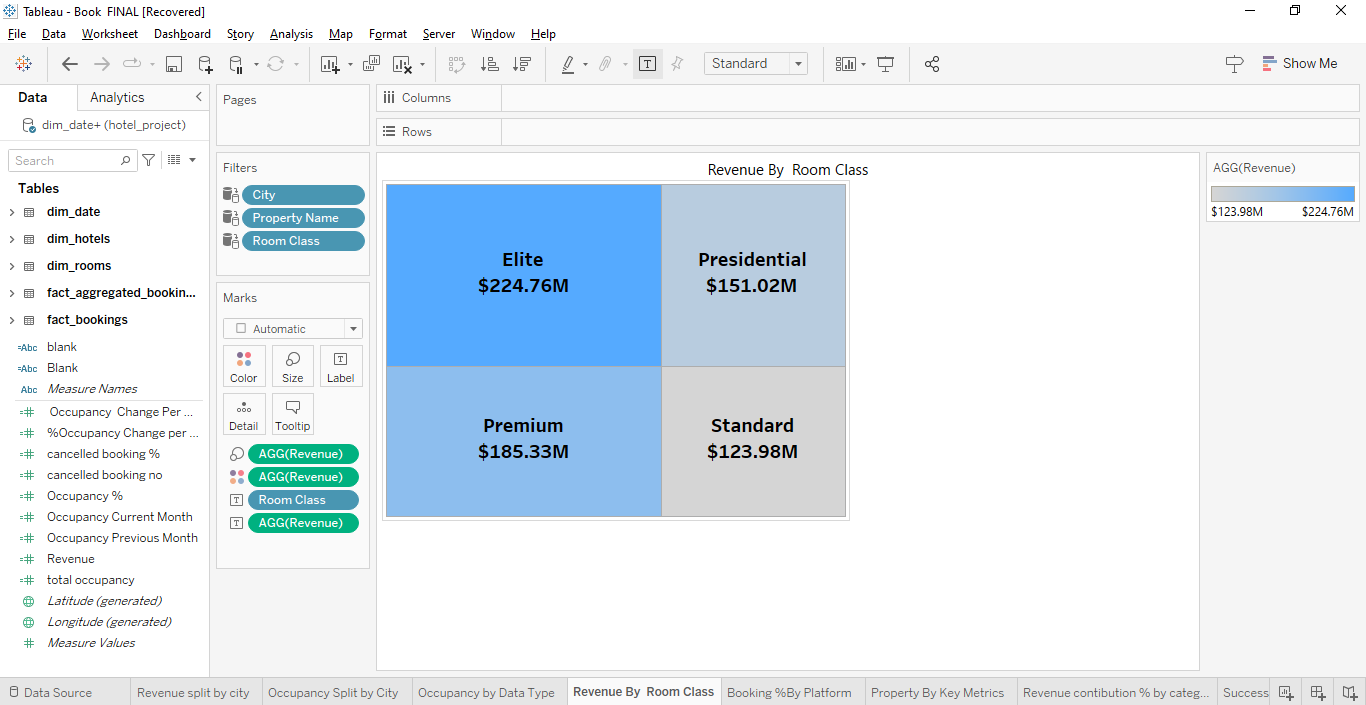 Tableau - Book  FINAL [Recovered]
File Data Worksheet Dashboard Story Analysis Map Format Server Window Help
Standard
Show Me
Data Analytics
dim_date+ (hotel_project)
Search
Tables
dim_date
dim_hotels
dim_rooms
fact_aggregated_bookin...
fact_bookings
=Abc blank
=Abc Blank
Abc Measure Names
Occupancy  Change Per ...
%Occupancy Change per ...
cancelled booking %
cancelled booking no
Occupancy %
Occupancy Current Month
Occupancy Previous Month
Revenue
total occupancy
Latitude (generated)
Longitude (generated)
Measure Values
Pages
Filters
City
Property Name
Room Class
Marks
Automatic
Color Size T Label
Detail Tooltip
AGG(Revenue)
AGG(Revenue)
T Room Class
T AGG(Revenue)
Columns
Rows
Revenue By  Room Class
Elite
$224.76M
Presidential
$151.02M
Premium
$185.33M
Standard
$123.98M
AGG(Revenue)
$123.98M $224.76M
Data Source Revenue split by city Occupancy Split by City Occupancy by Data Type Revenue By  Room Class Booking %By Platform Property By Key Metrics Revenue contibution % by categ... Success